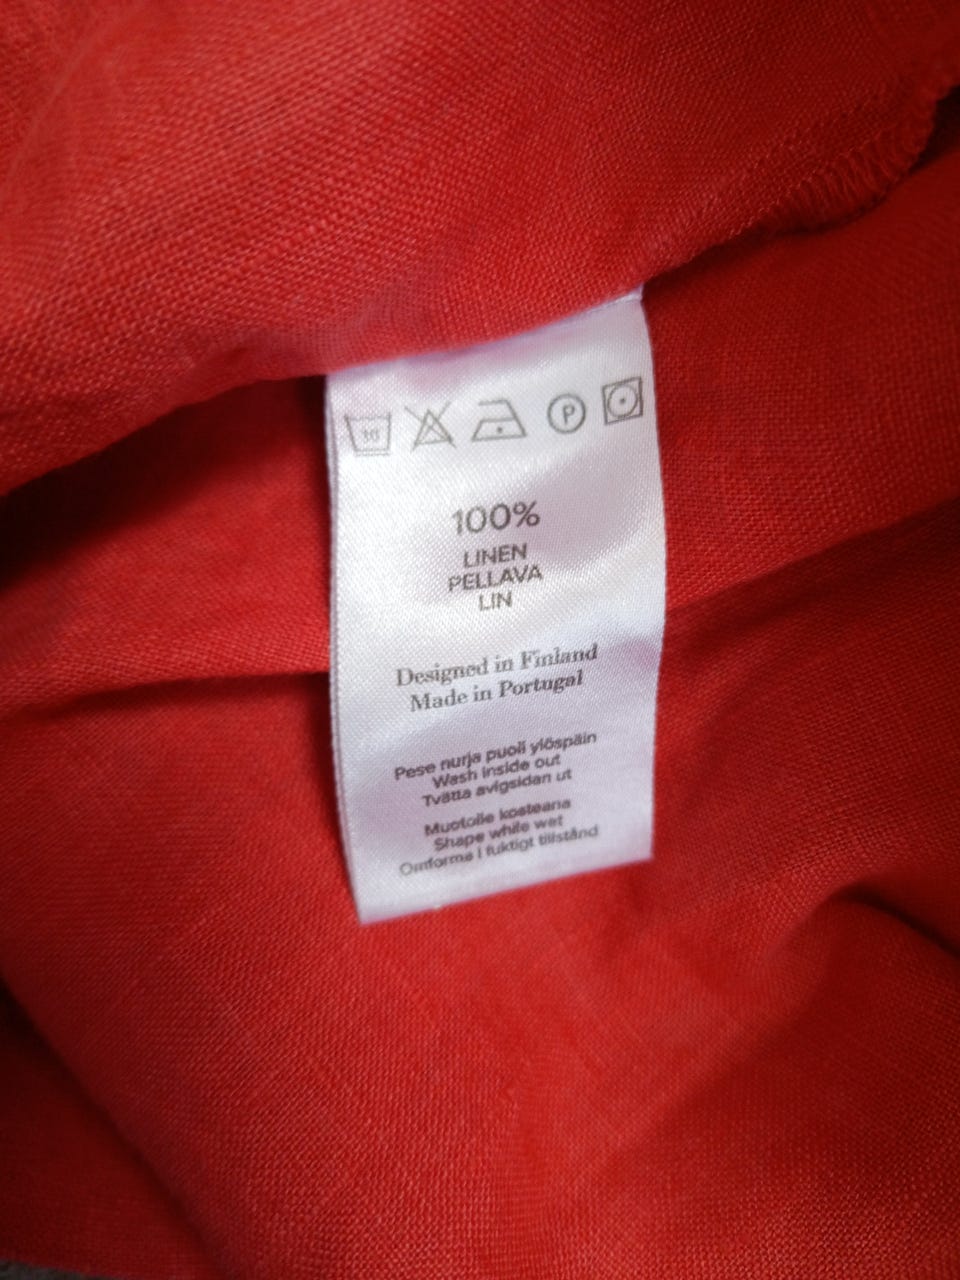 P
100%
LINEN
PELLAVA
LIN
Designed in Finland
Made in Portugal
Pese nurja puoli ylöspäin
Wash inside out
Tvätta avigsidan ut
Muotoile kosteana
Shape while wet
Omforma i fuktigt tillstånd